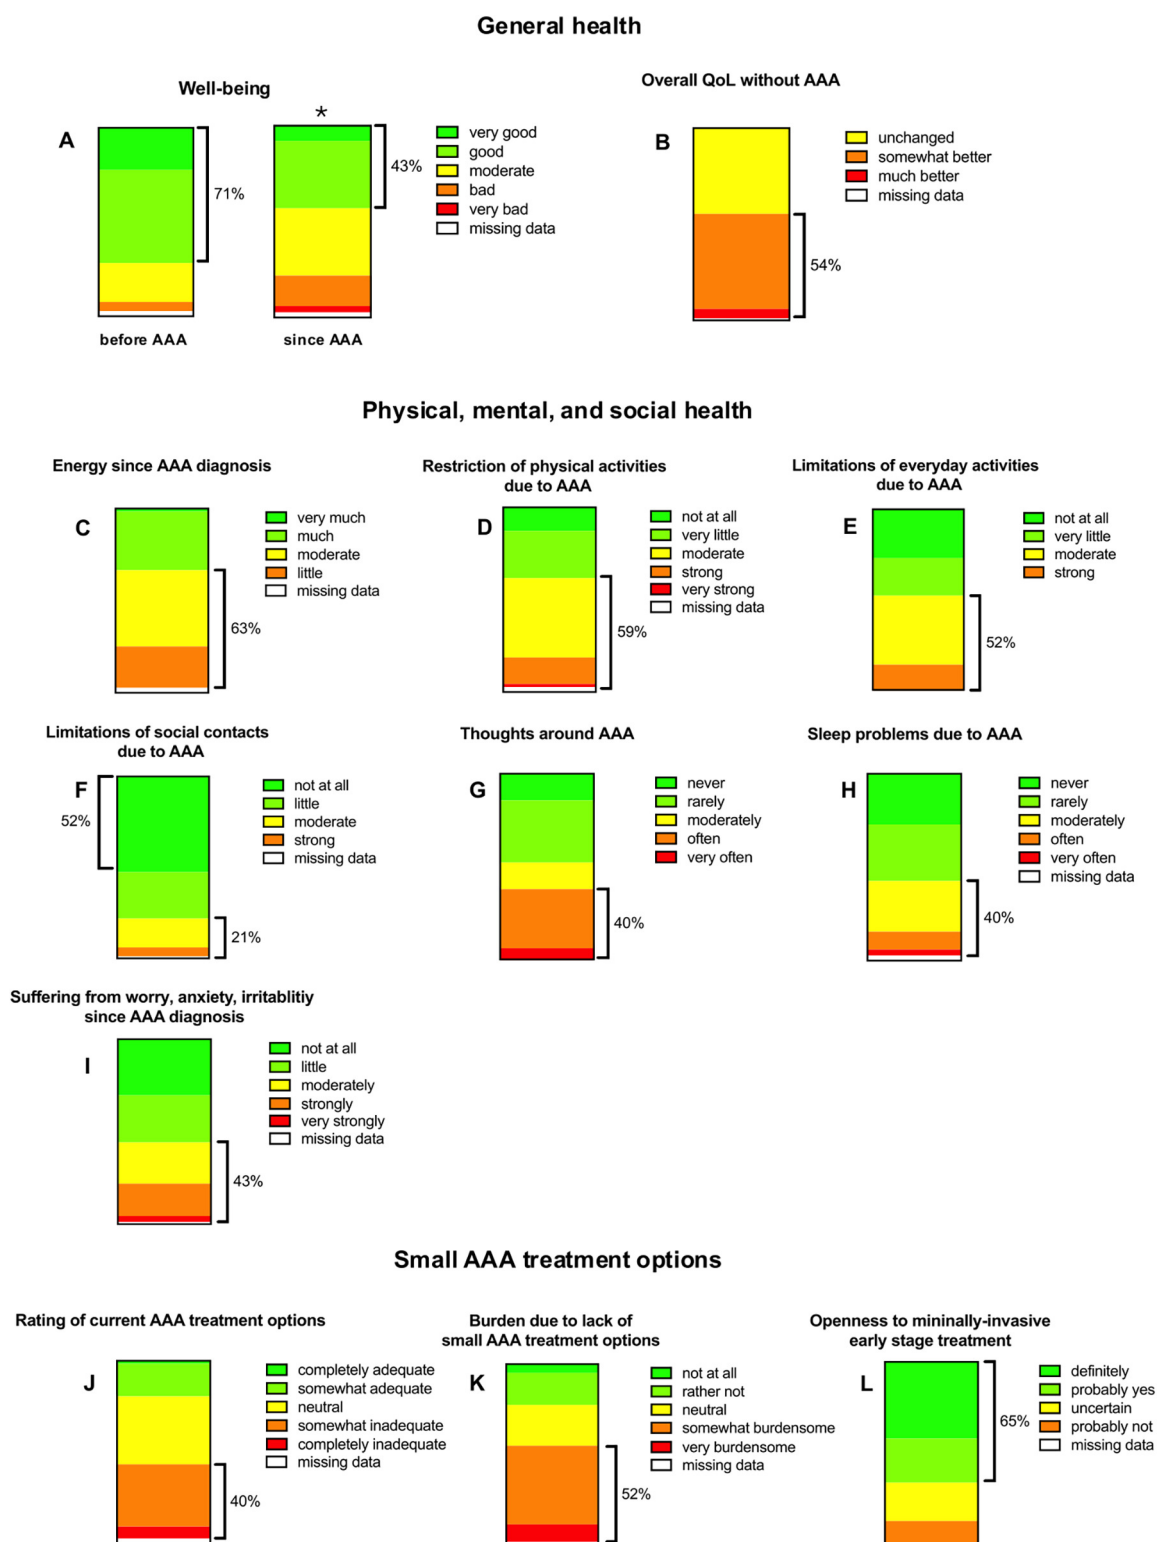 General health
Well-being
Overall QoL without AAA
*
A
71%
43%
very good
good
moderate
bad
very bad
missing data
before AAA
since AAA
B
54%
unchanged
somewhat better
much better
missing data
Physical, mental, and social health
Energy since AAA diagnosis
C
63%
very much
much
moderate
little
missing data
Restriction of physical activities
due to AAA
D
59%
not at all
very little
moderate
strong
very strong
missing data
Limitations of everyday activities
due to AAA
E
52%
not at all
very little
moderate
strong
Limitations of social contacts
due to AAA
F
52%
21%
not at all
little
moderate
strong
missing data
Thoughts around AAA
G
40%
never
rarely
moderately
often
very often
Sleep problems due to AAA
H
40%
never
rarely
moderately
often
very often
missing data
Suffering from worry, anxiety, irritablitiy
since AAA diagnosis
I
43%
not at all
little
moderately
strongly
very strongly
missing data
Small AAA treatment options
Rating of current AAA treatment options
J
40%
completely adequate
somewhat adequate
neutral
somewhat inadequate
completely inadequate
missing data
Burden due to lack of
small AAA treatment options
K
52%
not at all
rather not
neutral
somewhat burdensome
very burdensome
missing data
Openness to mininally-invasive
early stage treatment
L
65%
definitely
probably yes
uncertain
probably not
missing data